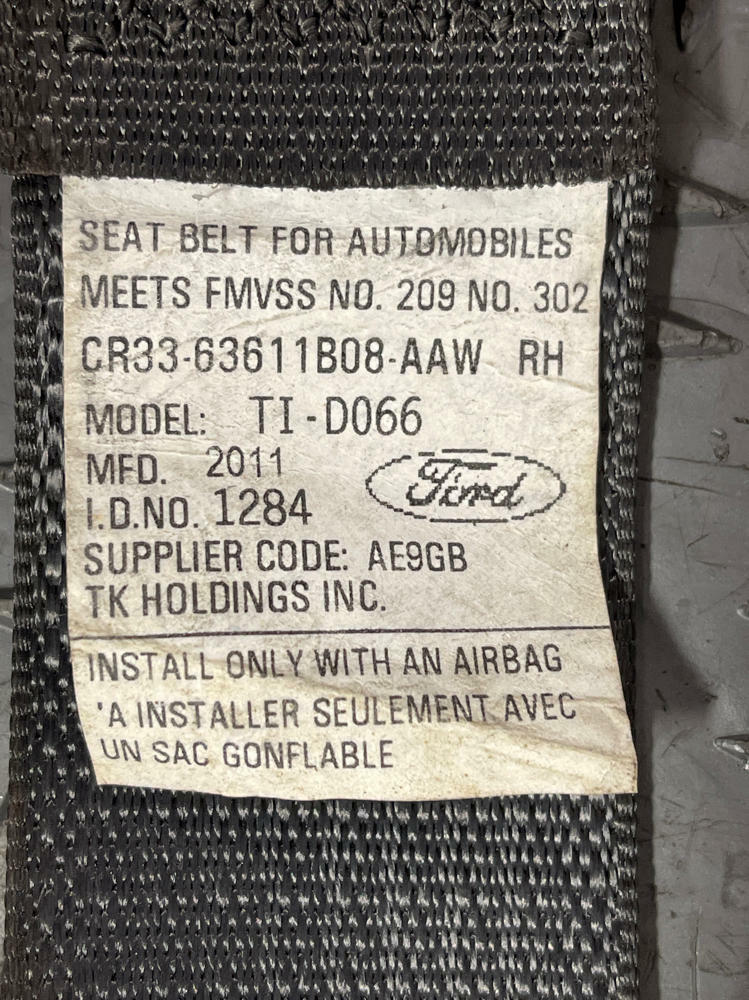 SEAT BELT FOR AUTOMOBILES
MEETS FMVSS NO. 209 NO. 302
CR33-63611B08-AAW RH
MODEL: TI-D066
MFD. 2011
Ford
I.D.NO. 1284
SUPPLIER CODE: AE9GB
TK HOLDINGS INC.
INSTALL ONLY WITH AN AIRBAG
'A INSTALLER SEULEMENT AVEC
UN SAC GONFLABLE